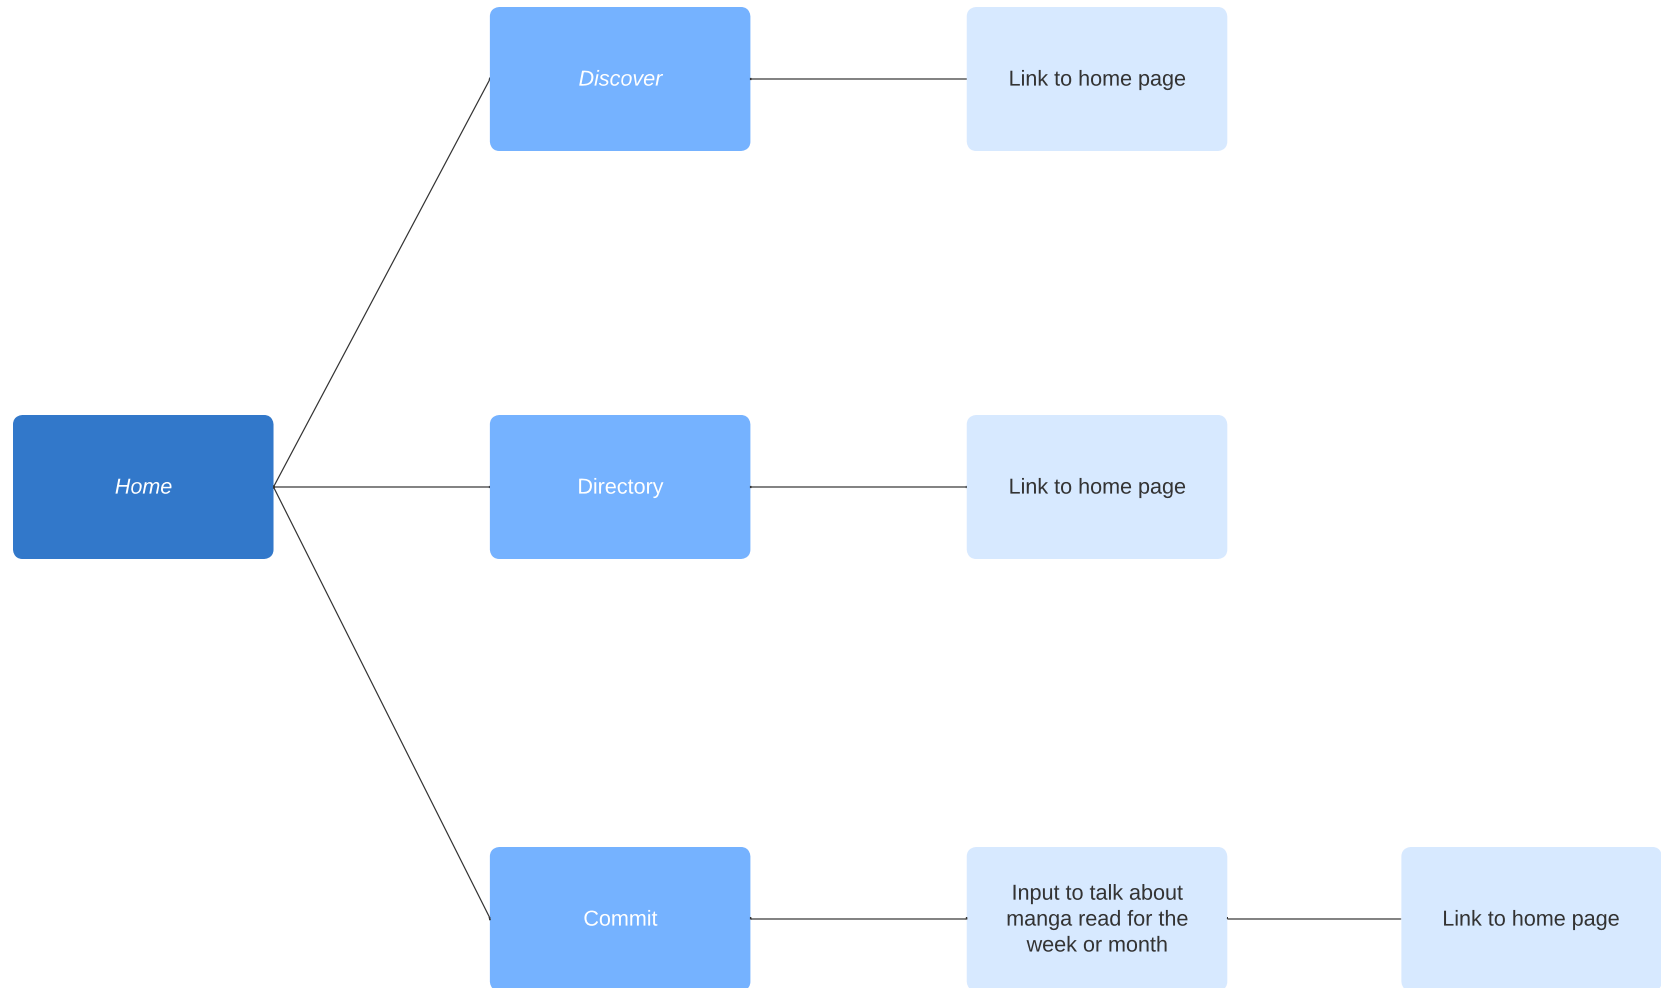 Discover
Link to home page
Home
Directory
Link to home page
Commit
Input to talk about
manga read for the
week or month
Link to home page